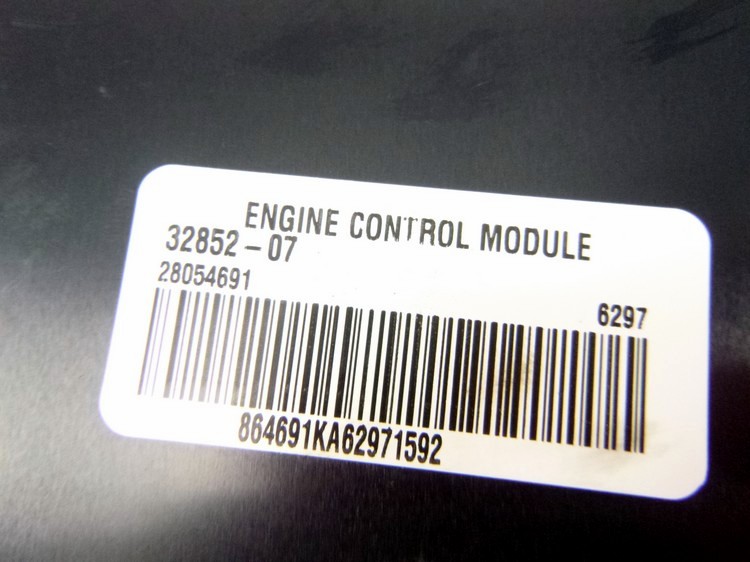 ENGINE CONTROL MODULE
32852-07
28054691
6297
864691KA62971592